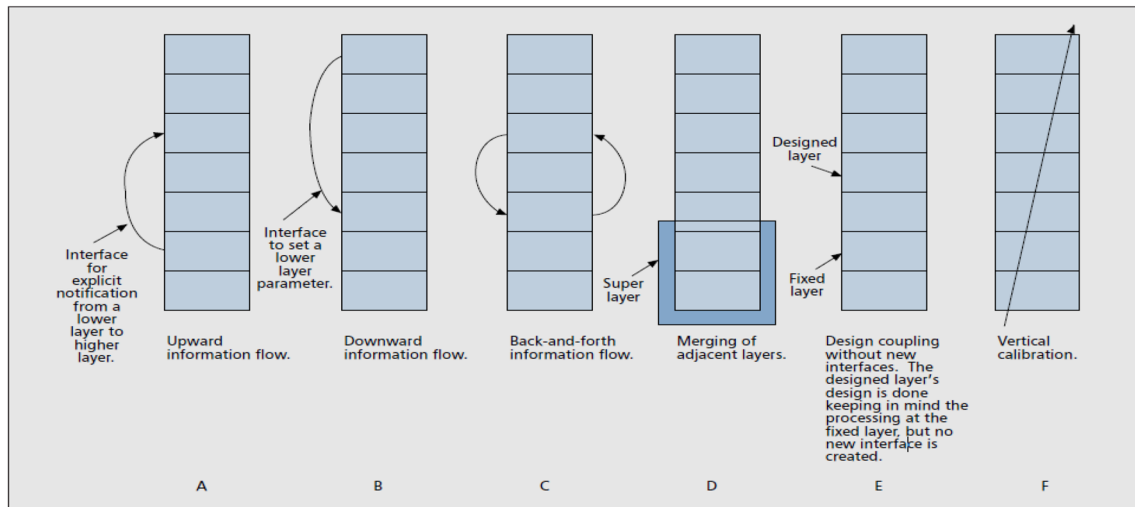 Interface
for
explicit
notification
from a
lower
layer to
higher
layer.
Upward
information flow.
Interface
to set a
lower
layer
parameter.
Downward
information flow.
Back-and-forth
information flow.
Super
layer
Merging of
adjacent layers.
Designed
layer
Fixed
layer
Design coupling
without new
interfaces. The
designed layer's
design is done
keeping in mind the
processing at the
fixed layer, but no
new interface is
created.
Vertical
calibration.
A
B
C
D
E
F